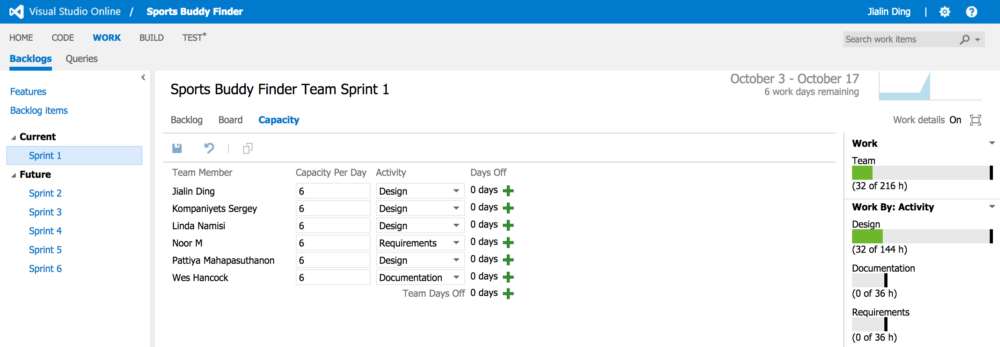 Visual Studio Online / Sports Buddy Finder
Jialin Ding |
HOME CODE WORK BUILD TEST*
Search work items
Backlogs Queries
Features
Backlog items
Current
Sprint 1
Future
Sprint 2
Sprint 3
Sprint 4
Sprint 5
Sprint 6
Sports Buddy Finder Team Sprint 1
October 3 - October 17
6 work days remaining
Backlog Board Capacity
Work details On
Team Member Capacity Per Day Activity Days Off
Jialin Ding 6 Design 0 days
Kompaniyets Sergey 6 Design 0 days
Linda Namisi 6 Design 0 days
Noor M 6 Requirements 0 days
Pattiya Mahapasuthanon 6 Design 0 days
Wes Hancock 6 Documentation 0 days
Team Days Off 0 days
Work
Team
(32 of 216 h)
Work By: Activity
Design
(32 of 144 h)
Documentation
(0 of 36 h)
Requirements
(0 of 36 h)